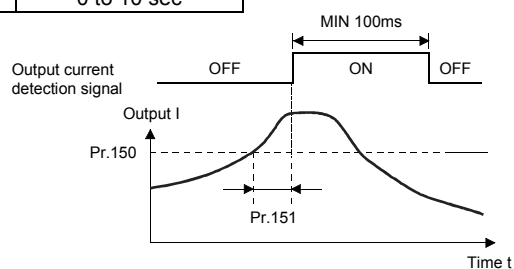 0 to 10 sec
MIN 100ms
OFF
ON
OFF
Output current
detection signal
Output I
Pr.150
Pr.151
Time t